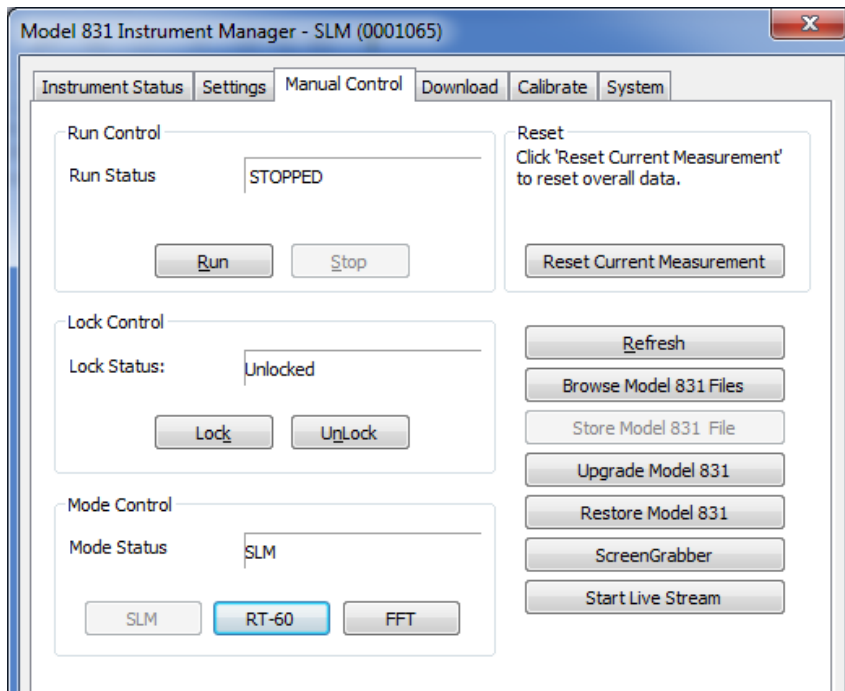 Model 831 Instrument Manager - SLM (0001065)
Instrument Status Settings Manual Control Download Calibrate System
Run Control
Run Status STOPPED
Run Stop
Reset
Click 'Reset Current Measurement'
to reset overall data.
Reset Current Measurement
Lock Control
Lock Status: Unlocked
Lock UnLock
Mode Control
Mode Status SLM
SLM RT-60 FFT
Refresh
Browse Model 831 Files
Store Model 831 File
Upgrade Model 831
Restore Model 831
ScreenGrabber
Start Live Stream